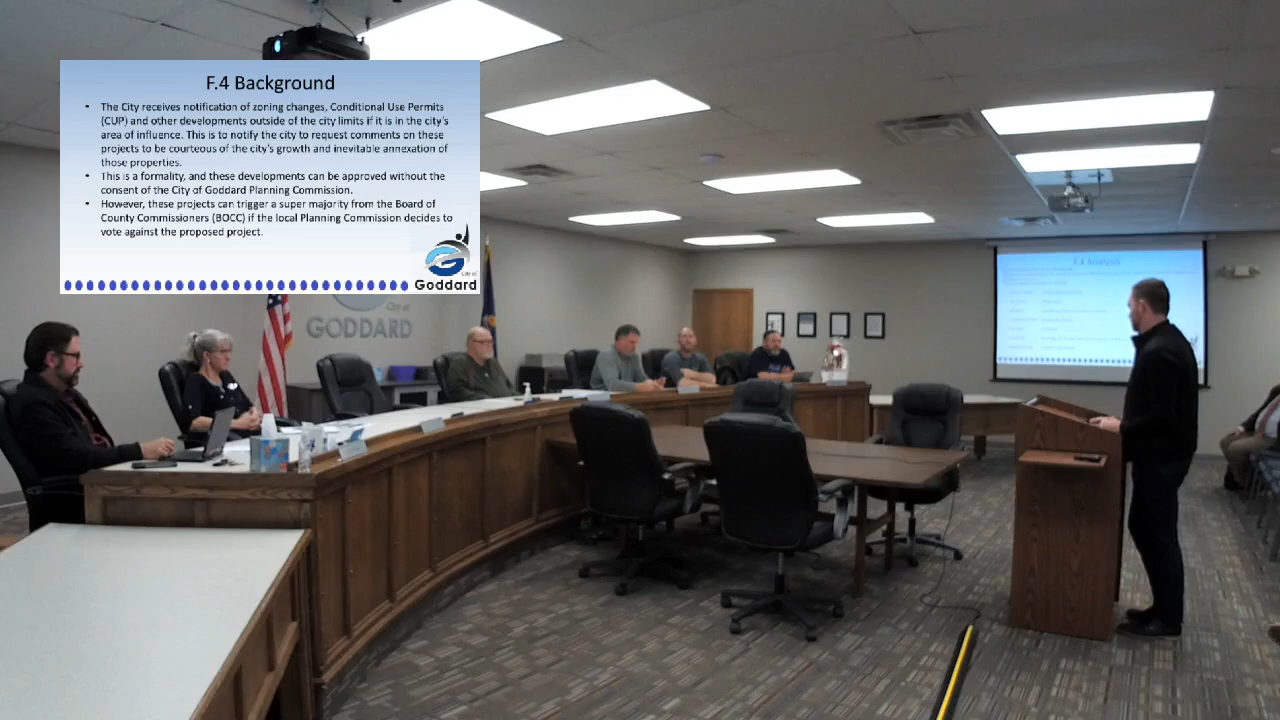 F.4 Background
• The City receives notification of zoning changes, Conditional Use Permits
(CUP) and other developments outside of the city limits if it is in the city's
area of influence. This is to notify the city to request comments on these
projects to be courteous of the city's growth and inevitable annexation of
those properties.
• This is a formality, and these developments can be approved without the
consent of the City of Goddard Planning Commission.
• However, these projects can trigger a super majority from the Board of
County Commissioners (BOCC) if the local Planning Commission decides to
vote against the proposed project.
City of
Goddard
City of
GODDARD
F.4 Analysis